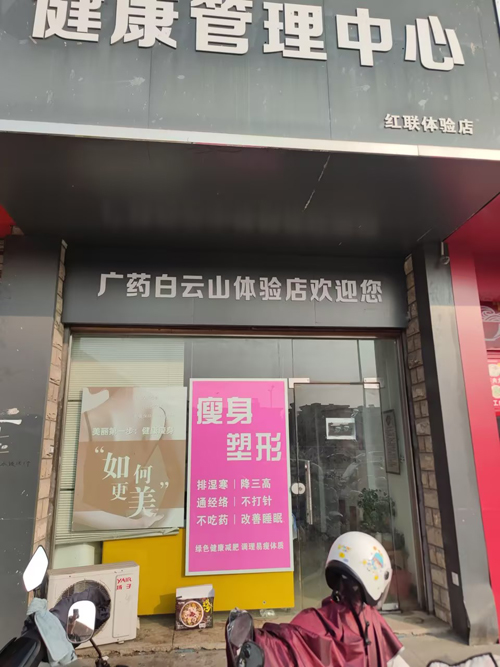 健康管理中心
红联体验店
广药白云山体验店欢迎您
瘦身
塑形
排湿寒 | 降三高
通经络 | 不打针
不吃药 | 改善睡眠
绿色健康减肥 调理易瘦体质
“如何
更美”